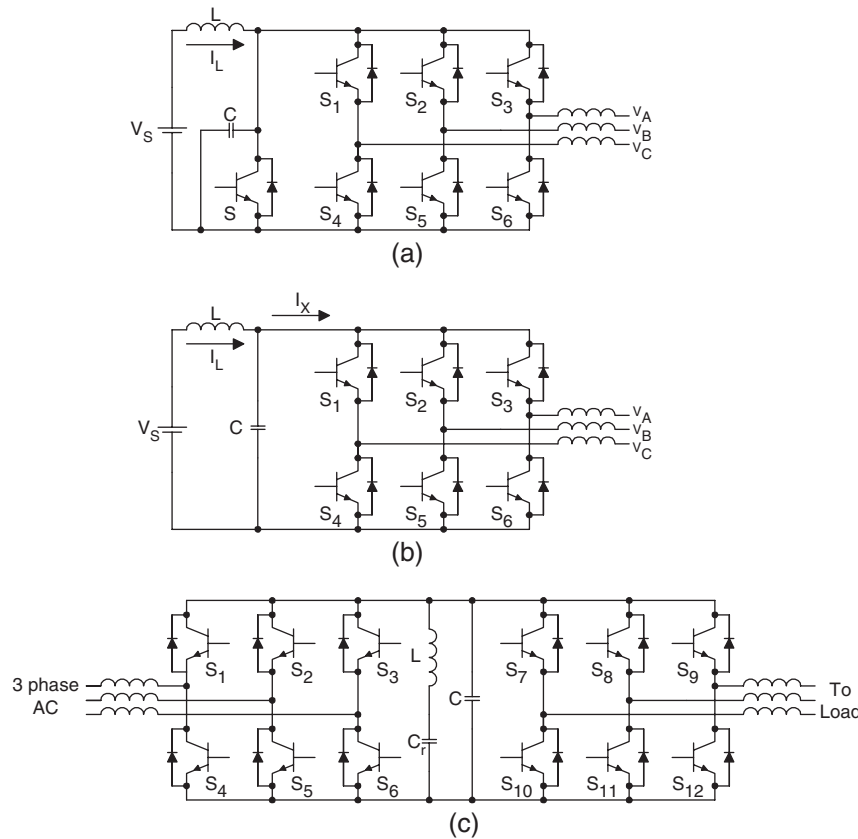 L
I_L
C
V_S
S
S_1
S_2
S_3
S_4
S_5
S_6
V_A
V_B
V_C
(a)
L
I_X
I_L
C
V_S
S_1
S_2
S_3
S_4
S_5
S_6
V_A
V_B
V_C
(b)
3 phase
AC
S_1
S_2
S_3
S_4
S_5
S_6
L
C
C_r
S_7
S_8
S_9
S_10
S_11
S_12
To
Load
(c)